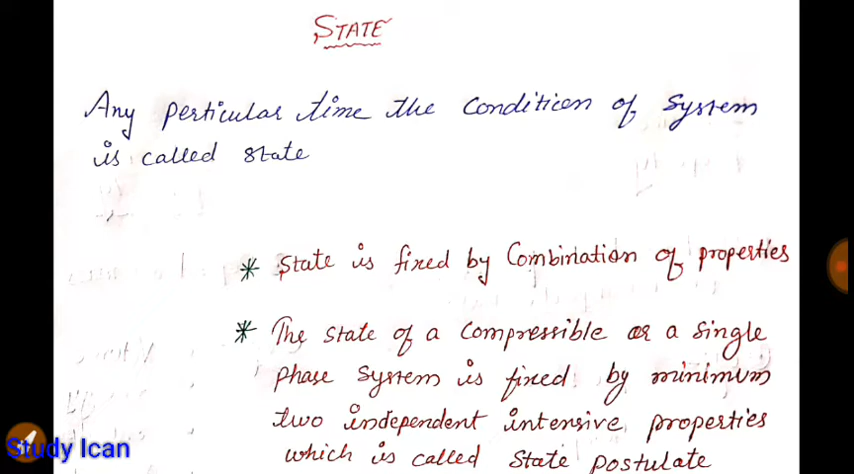 STATE
Any perticular time the condition of system
is called state
* State is fixed by Combination of properties
* The state of a compressible or a single
phase system is fixed by minimum
two independent intensive properties
which is called State postulate
Study Ican